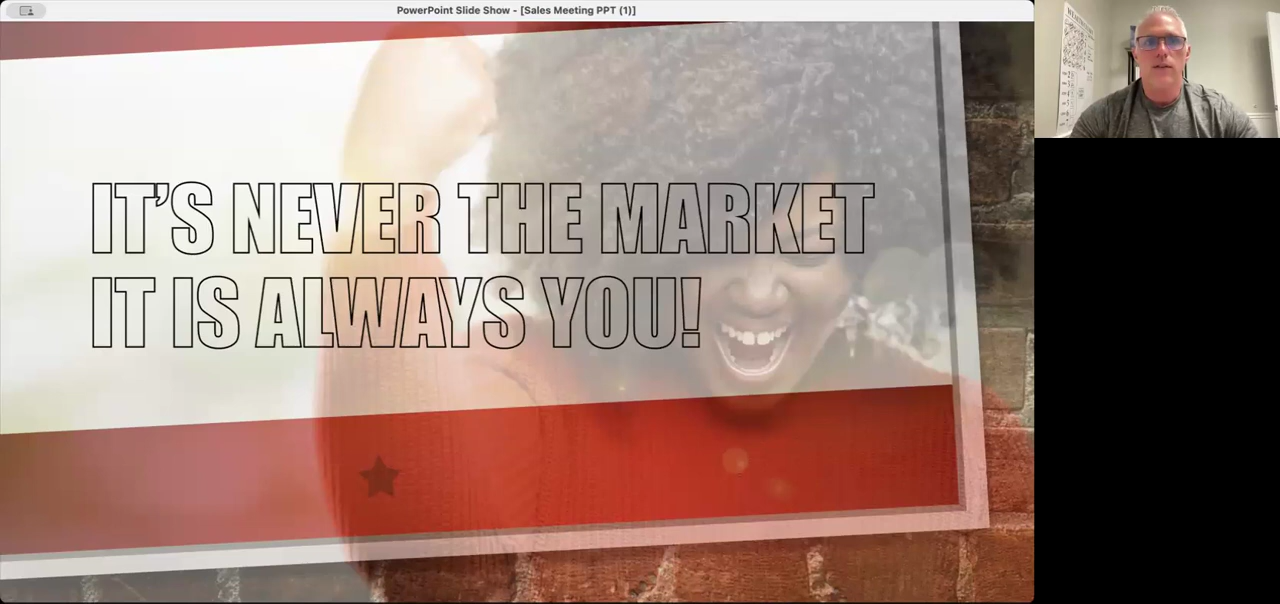 PowerPoint Slide Show - [Sales Meeting PPT (1)]
IT’S NEVER THE MARKET
IT IS ALWAYS YOU!